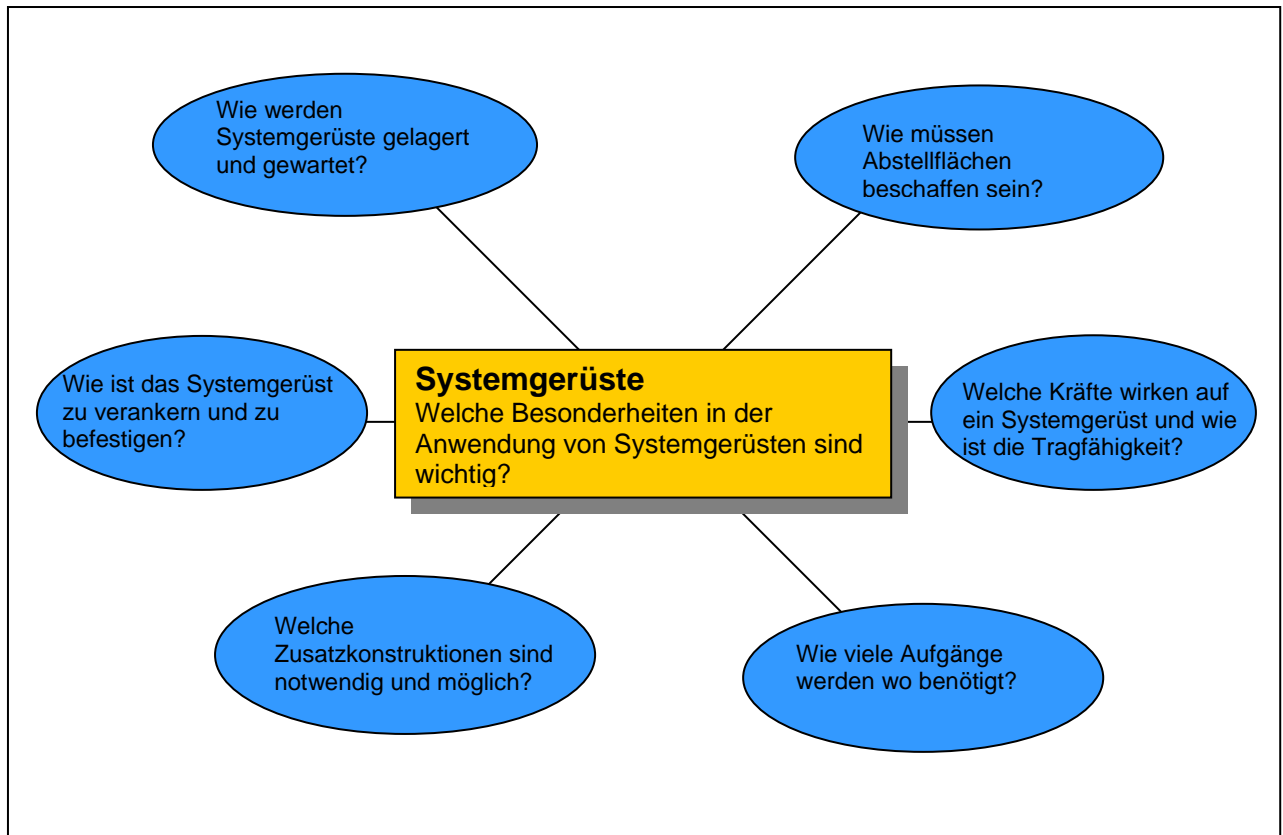 Wie werden
Systemgerüste gelagert
und gewartet?
Wie müssen
Abstellflächen
beschaffen sein?
Wie ist das Systemgerüst
zu verankern und zu
befestigen?
Systemgerüste
Welche Besonderheiten in der
Anwendung von Systemgerüsten sind
wichtig?
Welche Kräfte wirken auf
ein Systemgerüst und wie
ist die Tragfähigkeit?
Welche
Zusatzkonstruktionen sind
notwendig und möglich?
Wie viele Aufgänge
werden wo benötigt?